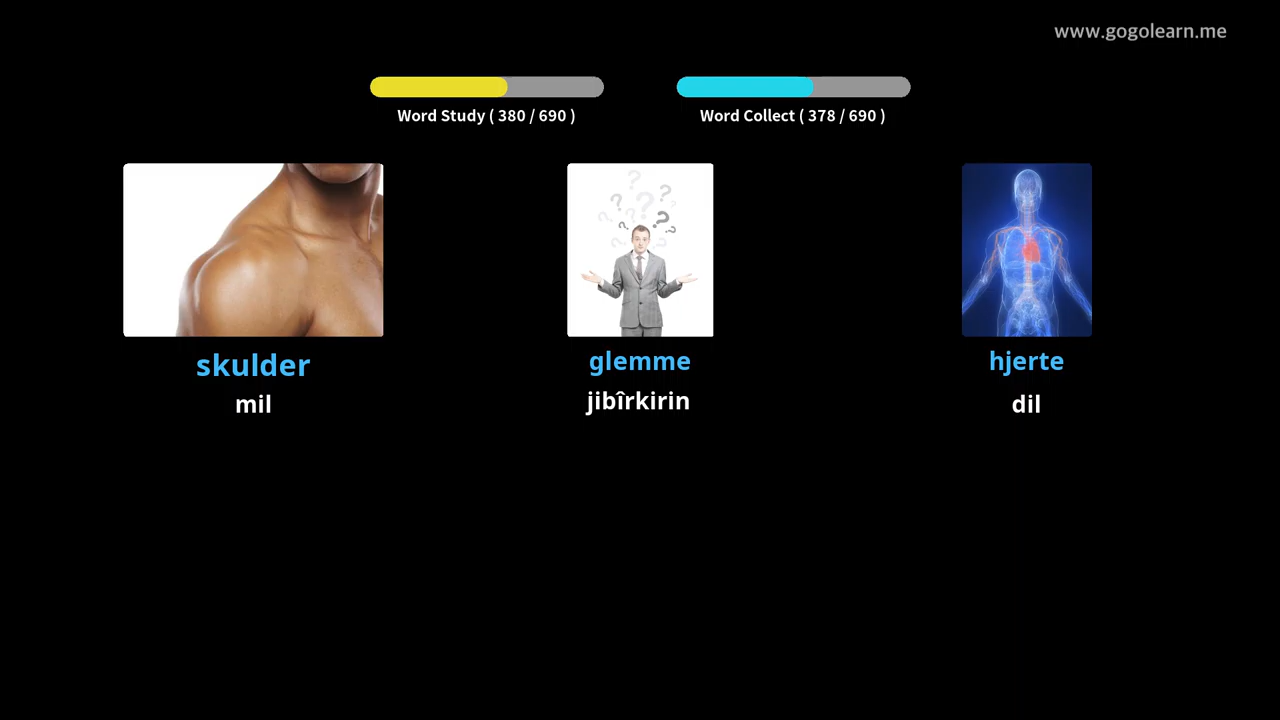 www.gogolearn.me
Word Study ( 380 / 690 )
Word Collect ( 378 / 690 )
skulder
glemme
hjerte
mil
jibîrkirin
dil